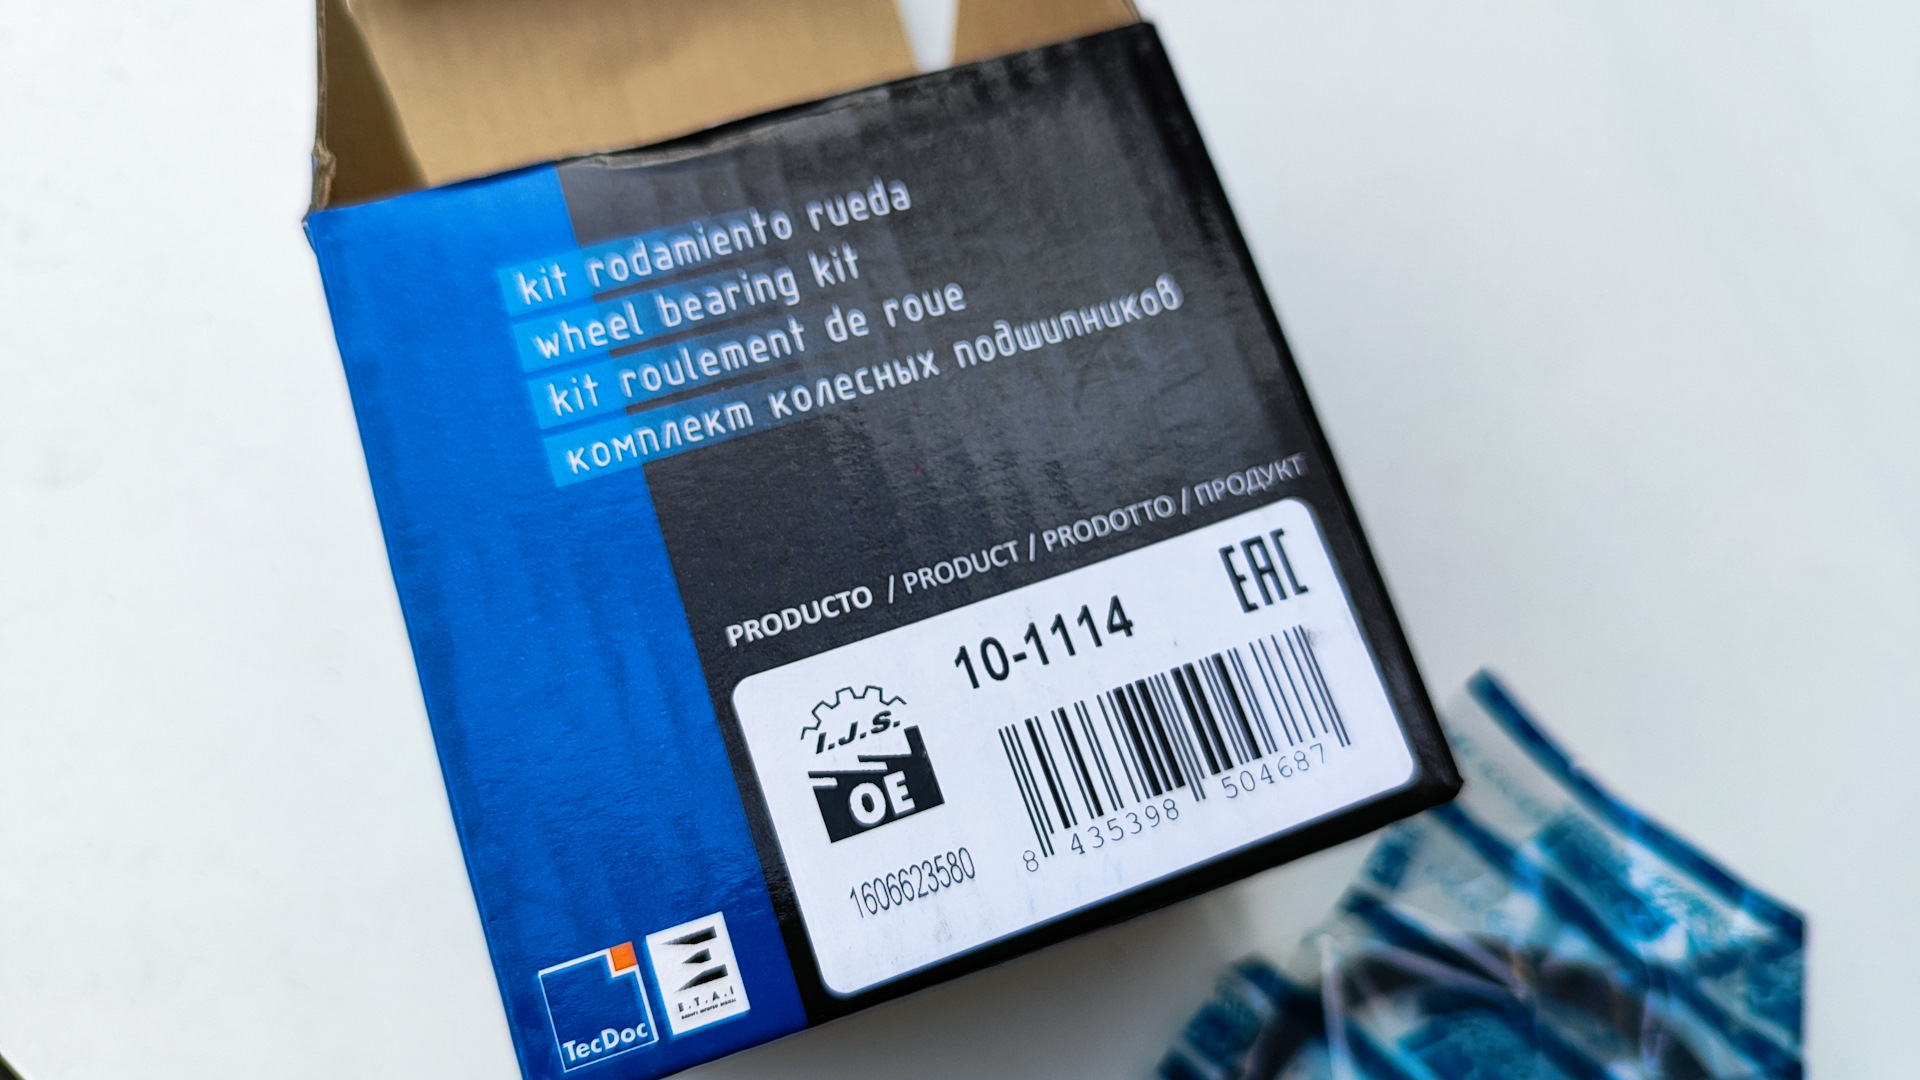 kit rodamiento rueda
wheel bearing kit
kit roulement de roue
комплект колесных подшипников
PRODUCTO / PRODUCT / PRODOTTO / ПРОДУКТ
10-1114
EAC
I.J.S.
OE
8 435398 504687
1606623580
TecDoc
E.T.A.I